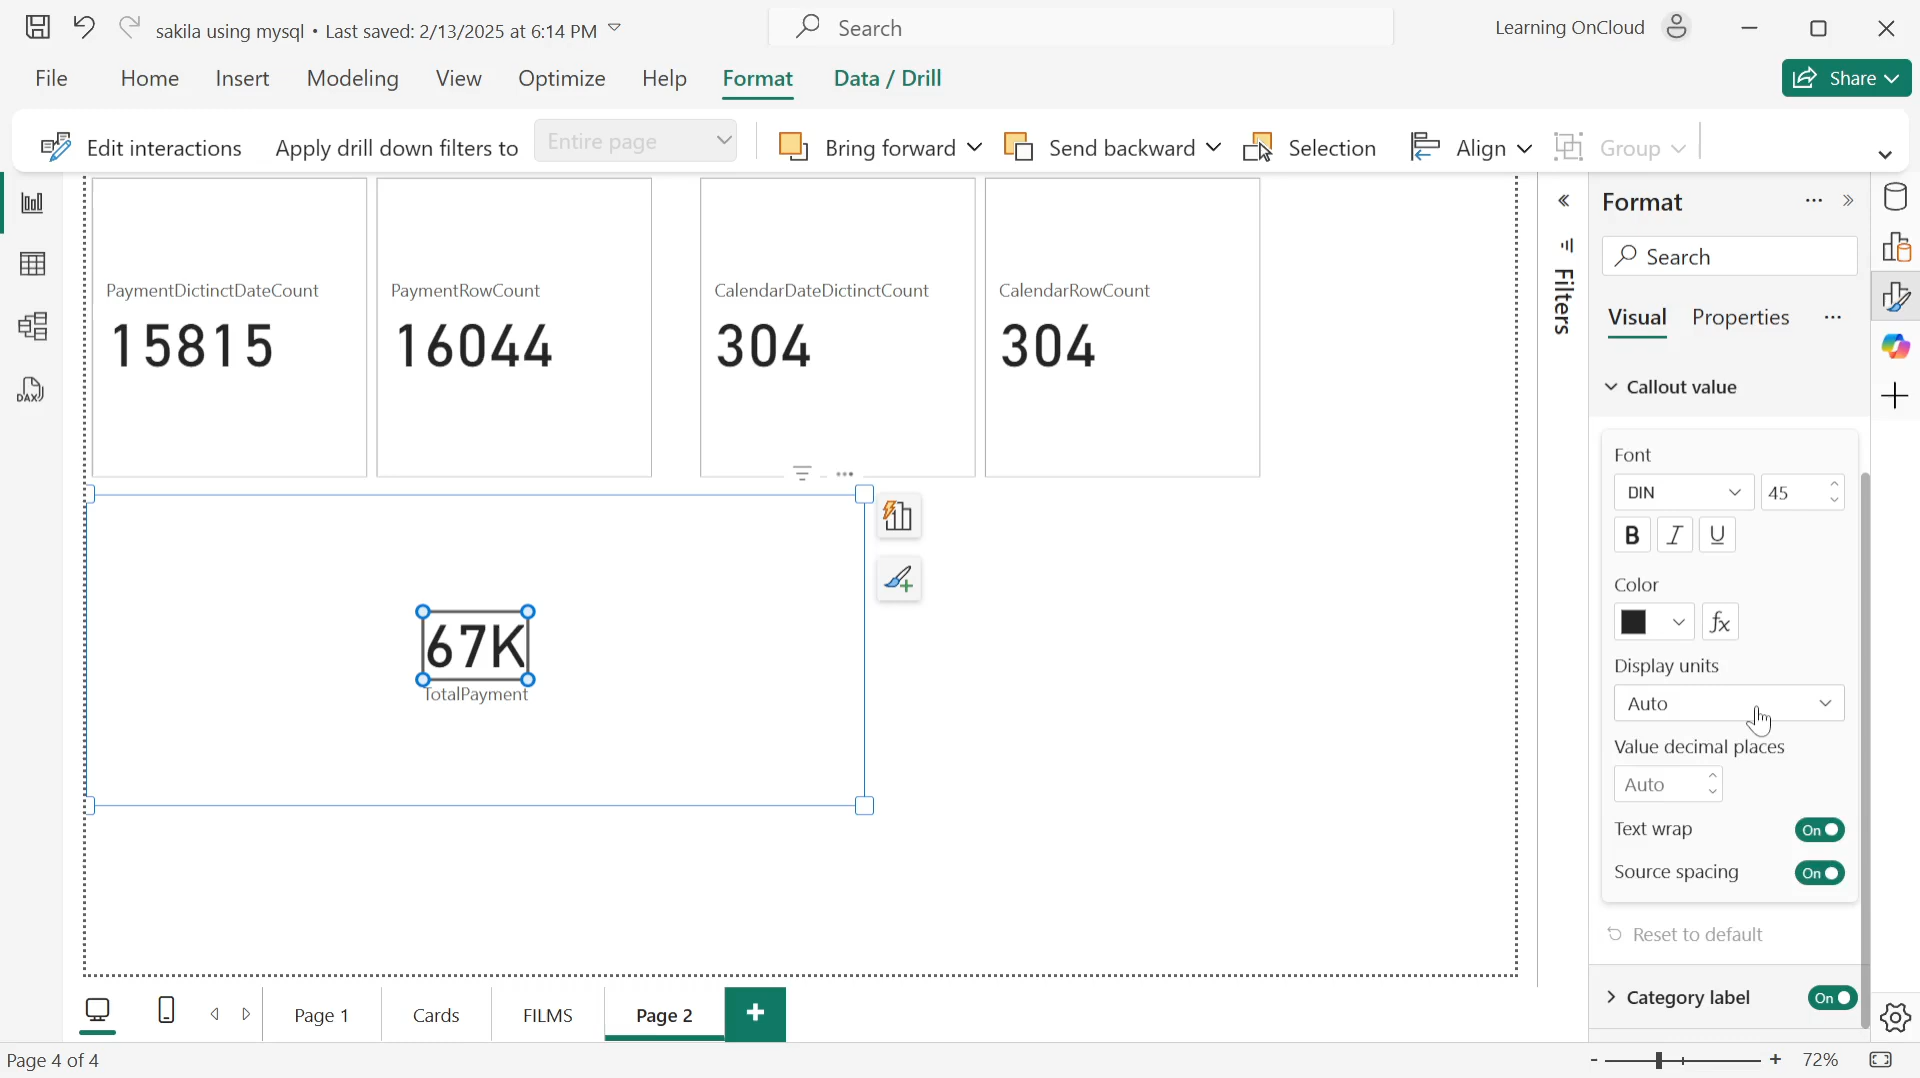 sakila using mysql • Last saved: 2/13/2025 at 6:14 PM
Search
Learning OnCloud
File Home Insert Modeling View Optimize Help Format Data / Drill
Share
Edit interactions Apply drill down filters to Entire page Bring forward Send backward Selection Align Group
PaymentDictinctDateCount
15815
PaymentRowCount
16044
CalendarDateDictinctCount
304
CalendarRowCount
304
67K
TotalPayment
DAX
Filters
Format
Search
Visual Properties
Callout value
Font
DIN 45
B I U
Color
fx
Display units
Auto
Value decimal places
Auto
Text wrap On
Source spacing On
Reset to default
Category label On
Page 1 Cards FILMS Page 2 +
Page 4 of 4
- + 72%